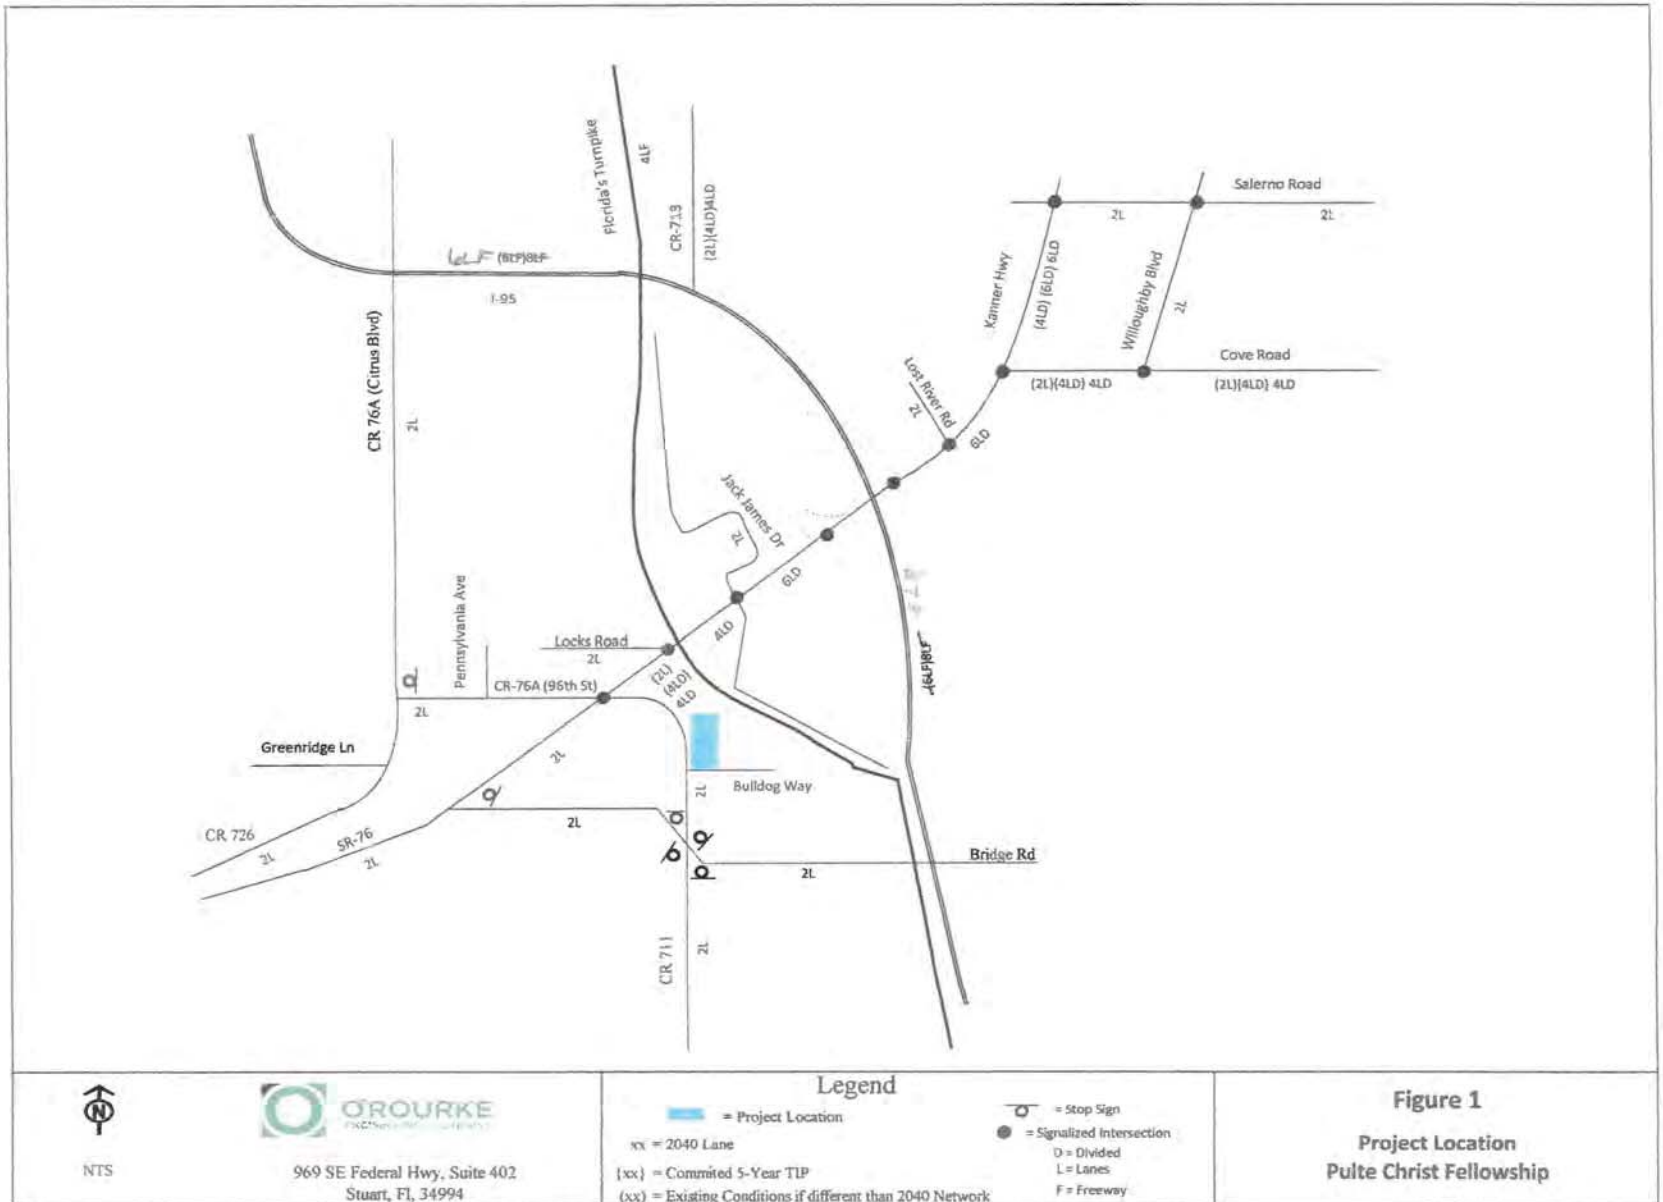 Florida's Turnpike
4LF
CR-713
(2L){4LD}4LD
Salerno Road
2L
2L
Kanner Hwy
(4LD) {6LD} 6LD
Willoughby Blvd
2L
6LF (6LF)8LF
I-95
CR 76A (Citrus Blvd)
2L
Cove Road
(2L){4LD} 4LD
(2L){4LD} 4LD
Lost River Rd
2L
6LD
Jack James Dr
2L
6LD
4LD
(6LF)8LF
Pennsylvania Ave
Locks Road
2L
CR-76A (96th St)
2L
(2L)
{4LD}
4LD
Greenridge Ln
2L
2L
Bulldog Way
CR 726
2L
SR-76
2L
2L
Bridge Rd
2L
CR 711
2L
N
NTS
O'ROURKE
969 SE Federal Hwy, Suite 402
Stuart, Fl, 34994
Legend
= Project Location
xx = 2040 Lane
{xx} = Commited 5-Year TIP
(xx) = Existing Conditions if different than 2040 Network
= Stop Sign
= Signalized Intersection
D = Divided
L = Lanes
F = Freeway
Figure 1
Project Location
Pulte Christ Fellowship